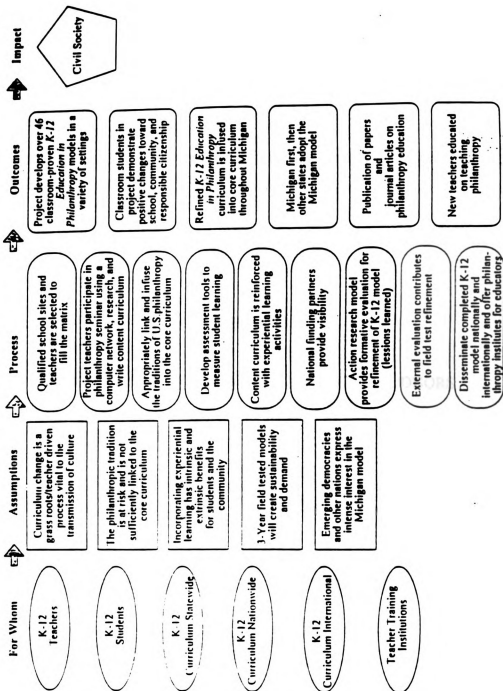 For Whom
K-12
Teachers
K-12
Students
K-12
Curriculum Statewide
K-12
Curriculum Nationwide
K-12
Curriculum International
Teacher Training
Institutions
Assumptions
Curriculum change is a
grass roots/teacher driven
process vital to the
transmission of culture
The philanthropic tradition
is at risk and is not
sufficiently linked to the
core curriculum
Incorporating experiential
learning has intrinsic and
extrinsic benefits
for students and the
community
3-Year field tested models
will create sustainability
and demand
Emerging democracies
and other nations express
intense interest in the
Michigan model
Process
Qualified school sites and
teachers are selected to
fill the matrix
Project teachers participate in
philanthropy seminar using a
computer network, research, and
write content curriculum
Appropriately link and infuse
the traditions of U.S. philanthropy
into the core curriculum
Develop assessment tools to
measure student learning
Content curriculum is reinforced
with experiential learning
activities
National funding partners
provide visibility
Action research model
provides formative evaluation for
refinement of K-12 model
(lessions learned)
External evaluation contributes
to field test refinement
Disseminate completed K-12
model nationally and
internationally and offer philan-
thropy institutes for educators
Outcomes
Project develops over 46
classroom-proven K-12
Education In
Philanthropy models in a
variety of settings
Classroom students in
project demonstrate
positive changes toward
school, community, and
responsible citizenship
Refined K-12 Education
in Philanthropy
curriculum is infused
into core curriculum
throughout Michigan
Michigan first, then
other states adopt the
Michigan model
Publication of papers
and
journal articles on
philanthropy education
New teachers educated
on teaching
philanthropy
Impact
Civil Society